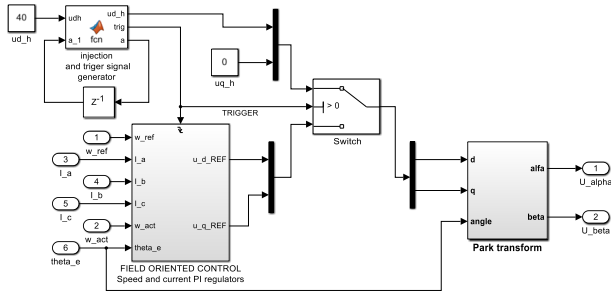 40
ud_h
udh
a_1
fcn
ud_h
trig
a
injection
and triger signal
generator
Z-1
0
uq_h
TRIGGER
> 0
Switch
1
w_ref
3
I_a
4
I_b
5
I_c
2
w_act
6
theta_e
w_ref
I_a
I_b
I_c
w_act
theta_e
u_d_REF
u_q_REF
FIELD ORIENTED CONTROL
Speed and current PI regulators
d
q
angle
alfa
beta
Park transform
1
U_alpha
2
U_beta